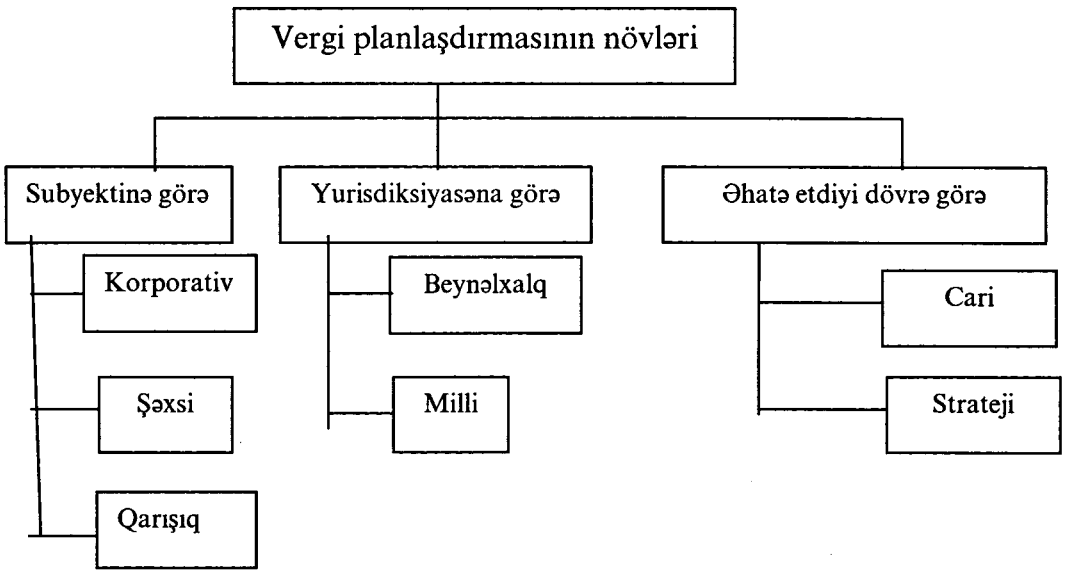 Vergi planlaşdırmasının növləri
Subyektinə görə
Korporativ
Şəxsi
Qarışıq
Yurisdiksiyasəna görə
Beynəlxalq
Milli
Əhatə etdiyi dövrə görə
Cari
Strateji